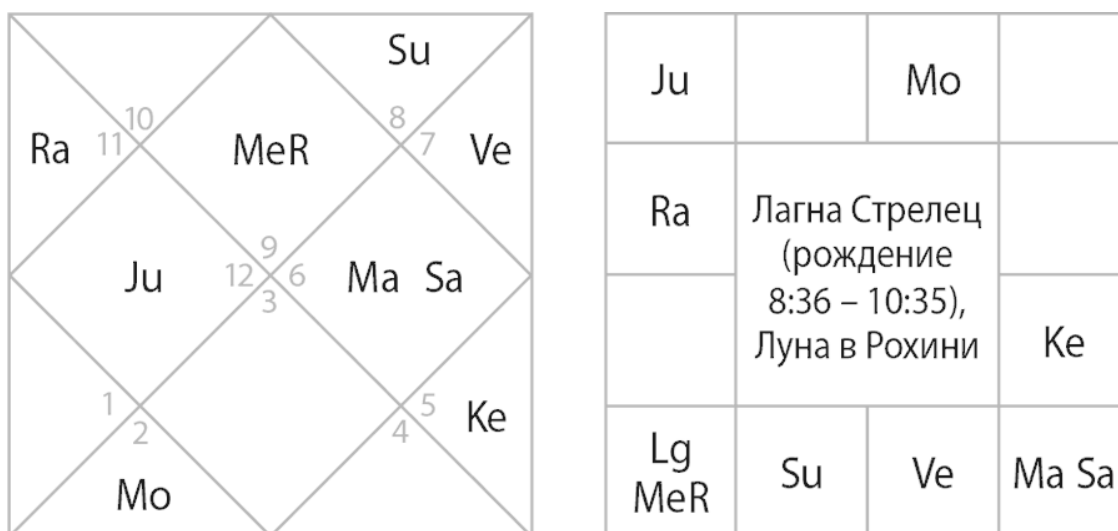 Su
10
8
Ra
11
MeR
7
Ve
9
Ju
12
6
Ma Sa
3
1
5
Ke
2
4
Mo
Ju
Mo
Ra
Лагна Стрелец
(рождение
8:36 – 10:35),
Луна в Рохини
Ke
Lg
MeR
Su
Ve
Ma Sa